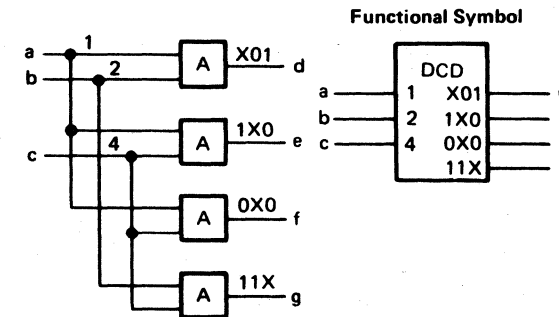 Functional Symbol
a 1
b 2
A X01 d
c 4
A 1X0 e
A 0X0 f
A 11X g
DCD
a 1 X01
b 2 1X0
c 4 0X0
11X